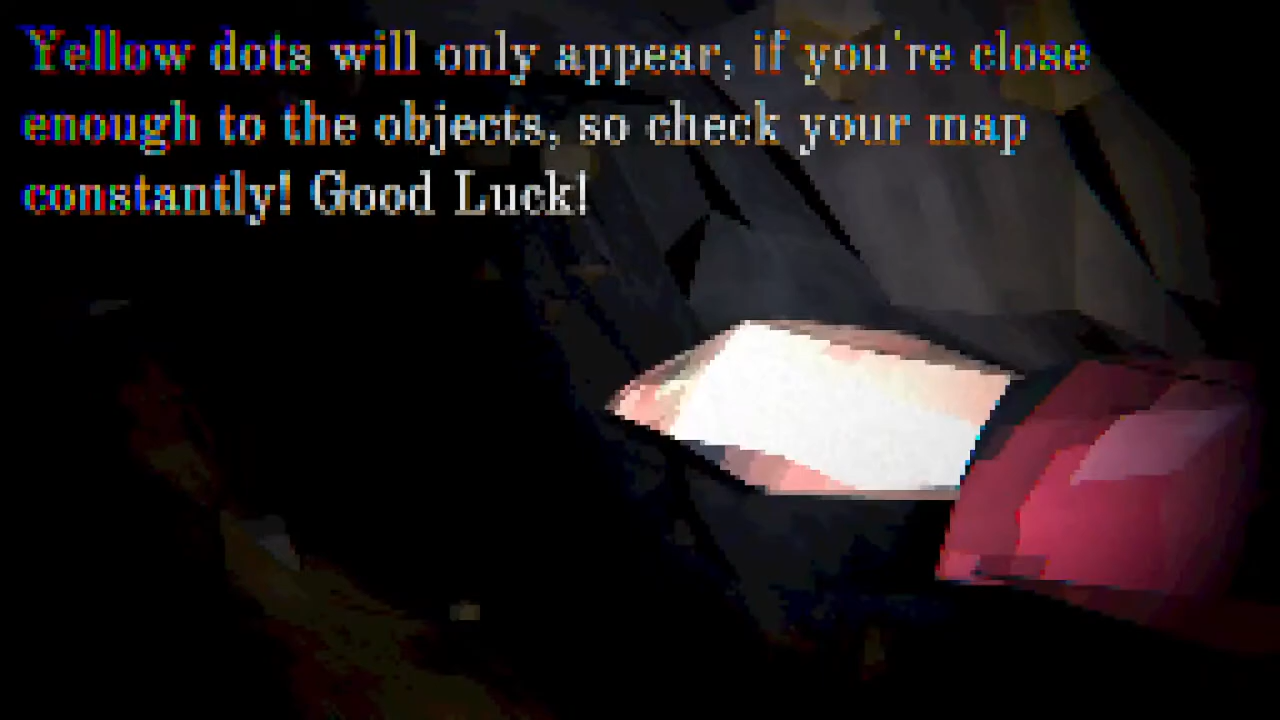 Yellow dots will only appear, if you're close
enough to the objects, so check your map
constantly! Good Luck!